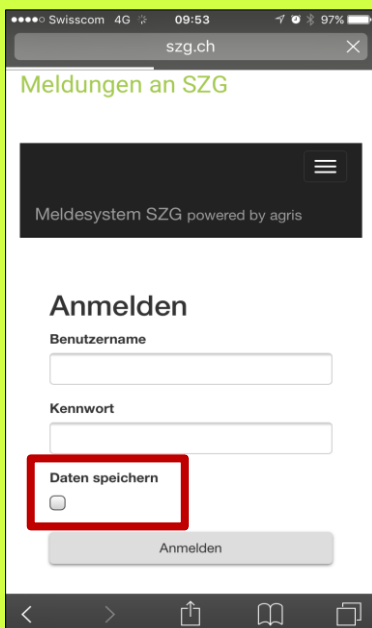 Swisscom 4G 09:53 97%
szg.ch
Meldungen an SZG
Meldesystem SZG powered by agris
Anmelden
Benutzername
Kennwort
Daten speichern
Anmelden